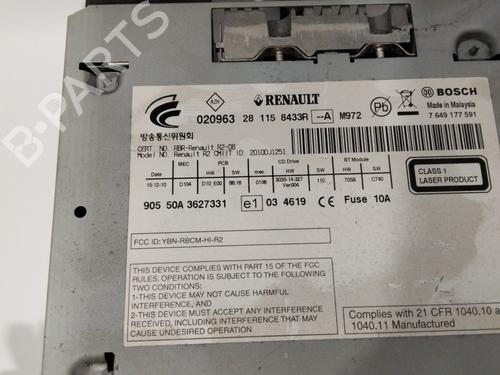 B-PARTS
AZH
020963 28 115 8433R --A M972
RENAULT
Pb
BOSCH
Made in Malaysia
7 649 177 591
방송통신위원회
CERT NO. RBR-Renault R2-08
Model No. Renault R2 CMIIT ID: 2010DJ1251
MEC PCB CD Drive BT Module
Date HW SW mec HW SW HW SW
15-12-10 D104 D10_E00 88.18 0108 3035-14-327 Ver004 110 7058 C740
CLASS 1
LASER PRODUCT
905 50A 3627331 e1 03 4619 CE Fuse 10A
FCC ID: YBN-RBCM-HI-R2
THIS DEVICE COMPLIES WITH PART 15 OF THE FCC
RULES. OPERATION IS SUBJECT TO THE FOLLOWING
TWO CONDITIONS:
1-THIS DEVICE MAY NOT CAUSE HARMFUL
INTERFERENCE, AND
2-THIS DEVICE MUST ACCEPT ANY INTERFERENCE
RECEIVED, INCLUDING INTERFERENCE THAT MAY
CAUSE UNDESIRED OPERATION
Complies with 21 CFR 1040.10 a
1040.11 Manufactured